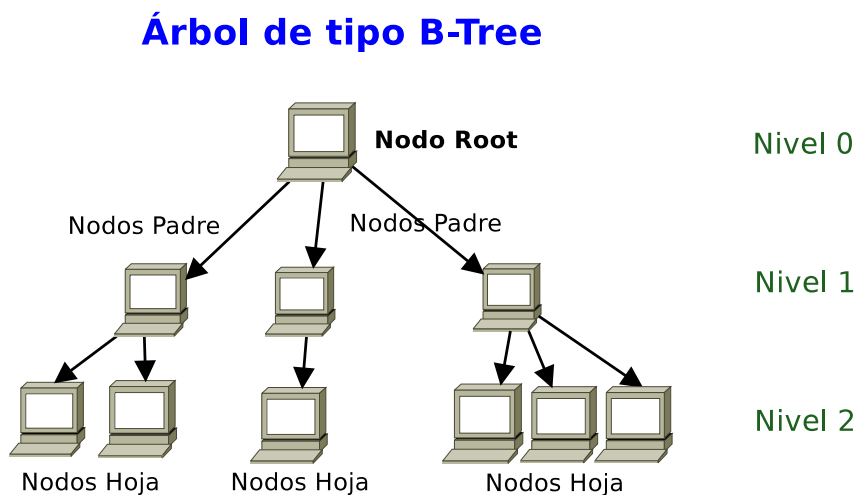 Árbol de tipo B-Tree
Nodo Root
Nivel 0
Nodos Padre
Nodos Padre
Nivel 1
Nivel 2
Nodos Hoja
Nodos Hoja
Nodos Hoja